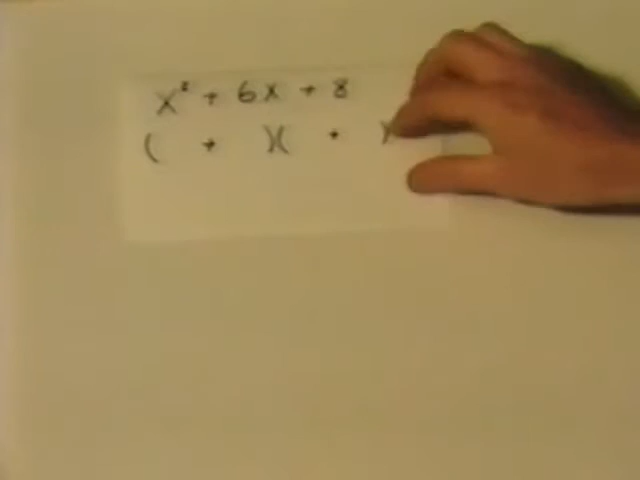 x² + 6x + 8
( + )( + )